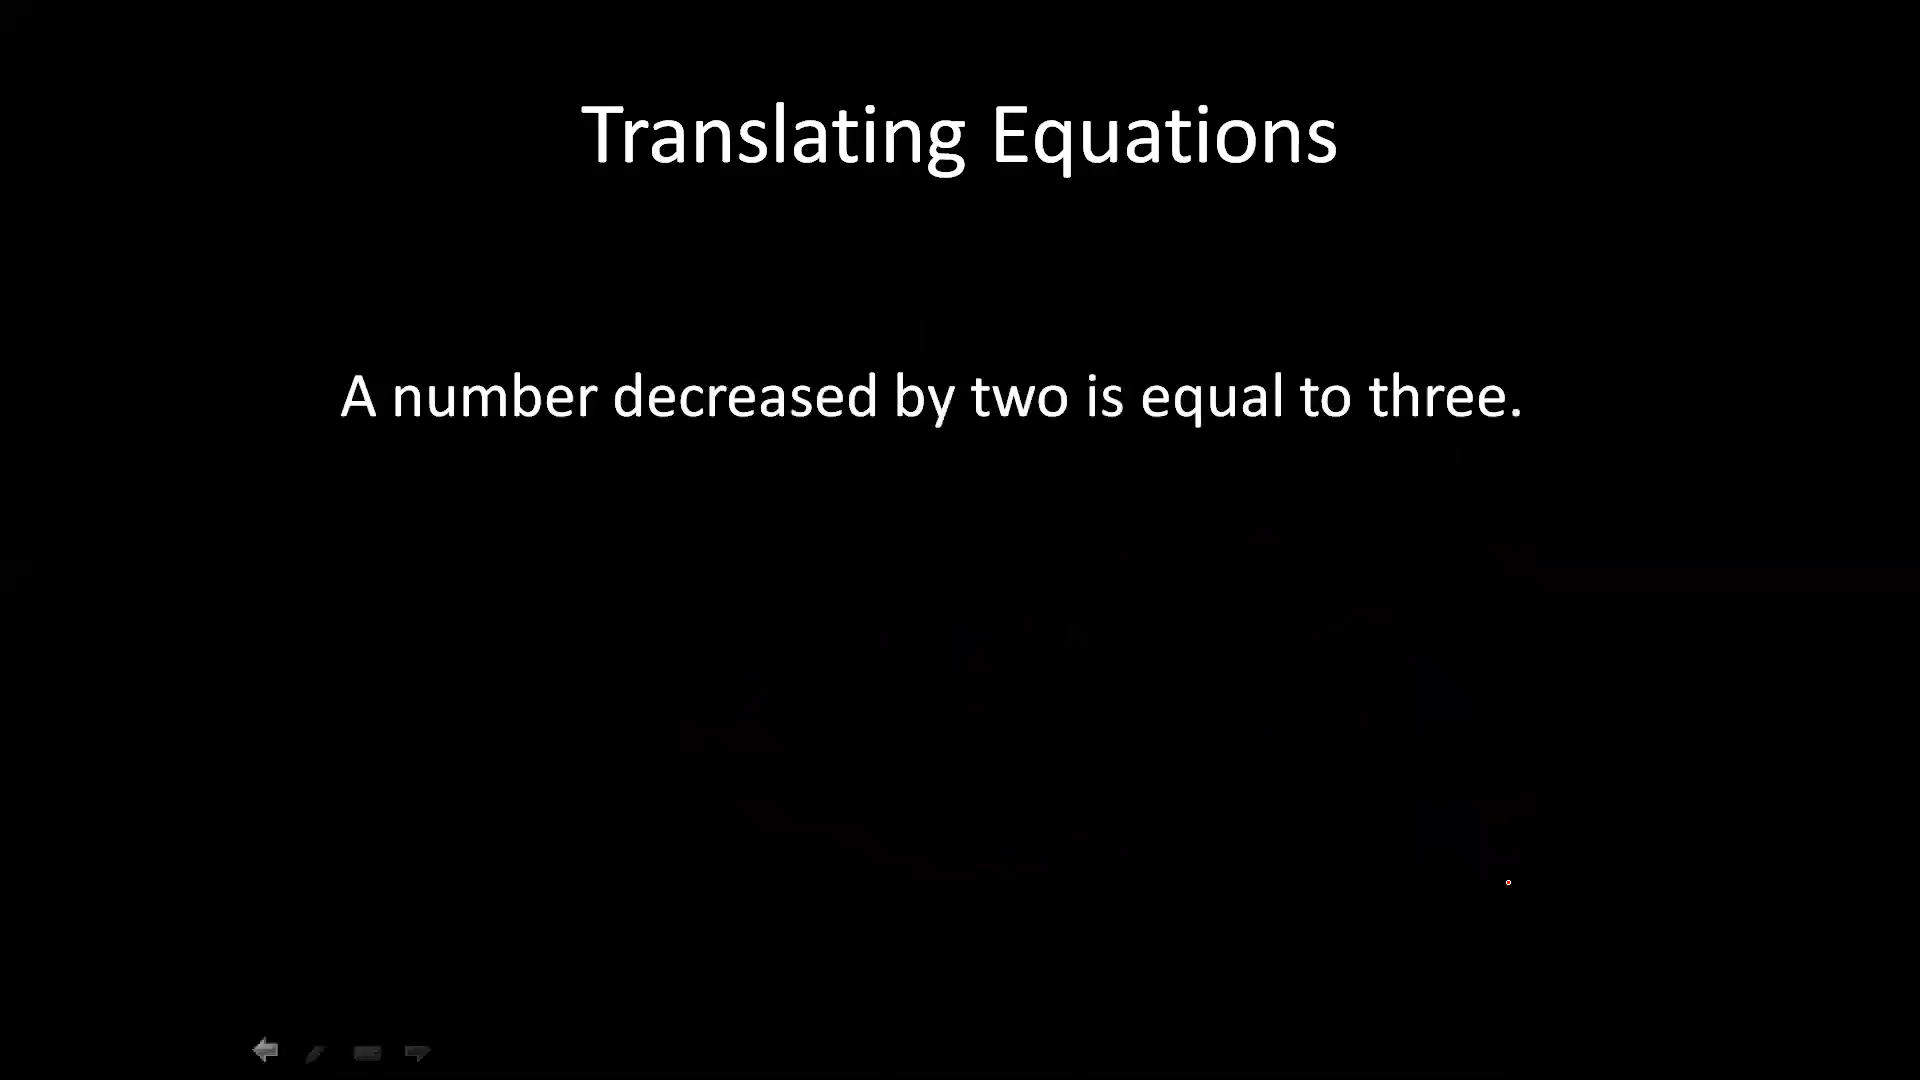 Translating Equations
A number decreased by two is equal to three.